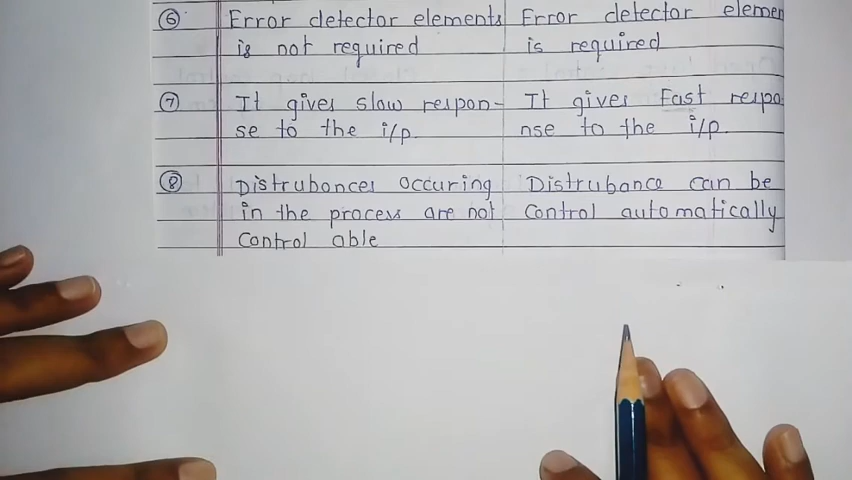 ⑥ Error detector elements Error detector elemen
is not required is required
⑦ It gives slow respon- It gives Fast respo
se to the i/p. nse to the i/p.
⑧ Distrubances occuring Distrubance can be
in the process are not control automatically
control able